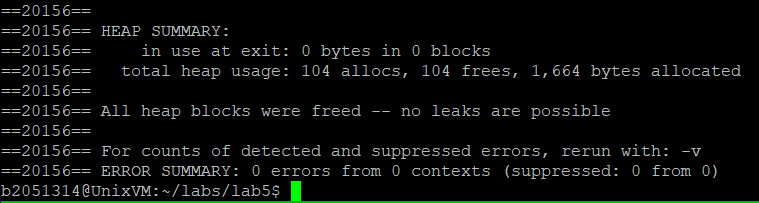 ==20156==
==20156== HEAP SUMMARY:
==20156==     in use at exit: 0 bytes in 0 blocks
==20156==   total heap usage: 104 allocs, 104 frees, 1,664 bytes allocated
==20156==
==20156== All heap blocks were freed -- no leaks are possible
==20156==
==20156== For counts of detected and suppressed errors, rerun with: -v
==20156== ERROR SUMMARY: 0 errors from 0 contexts (suppressed: 0 from 0)
b2051314@UnixVM:~/labs/lab5$